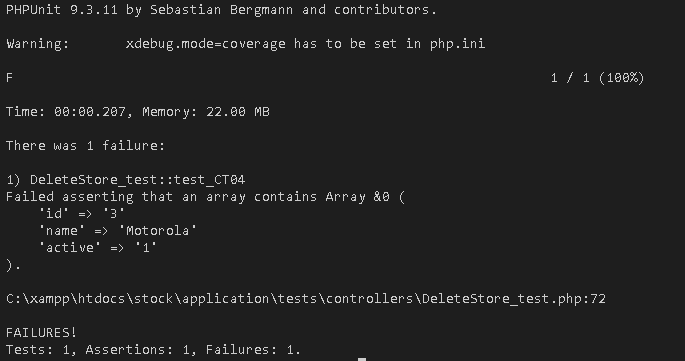 PHPUnit 9.3.11 by Sebastian Bergmann and contributors.
Warning:       xdebug.mode=coverage has to be set in php.ini
F                                                                   1 / 1 (100%)
Time: 00:00.207, Memory: 22.00 MB
There was 1 failure:
1) DeleteStore_test::test_CT04
Failed asserting that an array contains Array &0 (
    'id' => '3'
    'name' => 'Motorola'
    'active' => '1'
).
C:\xampp\htdocs\stock\application\tests\controllers\DeleteStore_test.php:72
FAILURES!
Tests: 1, Assertions: 1, Failures: 1.